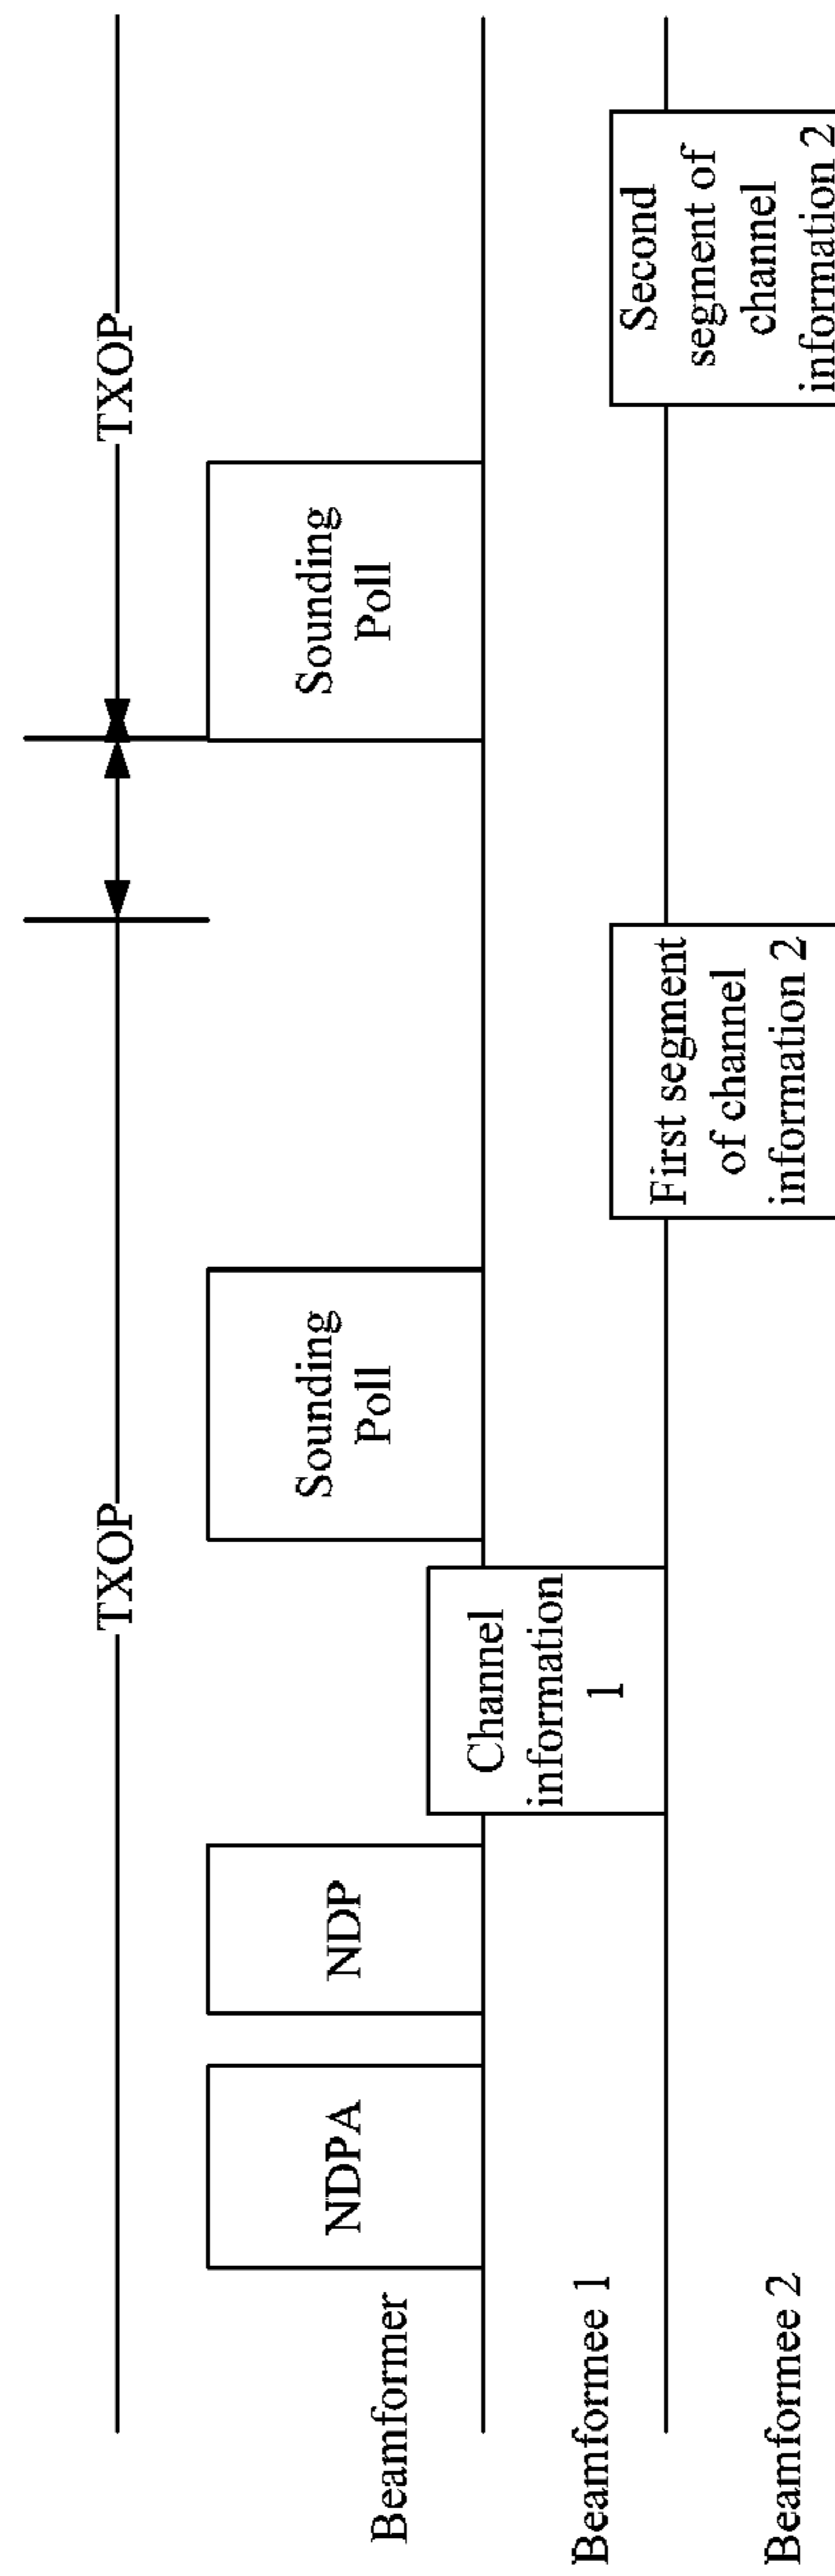 TXOP
TXOP
Beamformer
NDPA
NDP
Sounding
Poll
Sounding
Poll
Beamformee 1
Channel
information
1
Beamformee 2
First segment
of channel
information 2
Second
segment of
channel
information 2